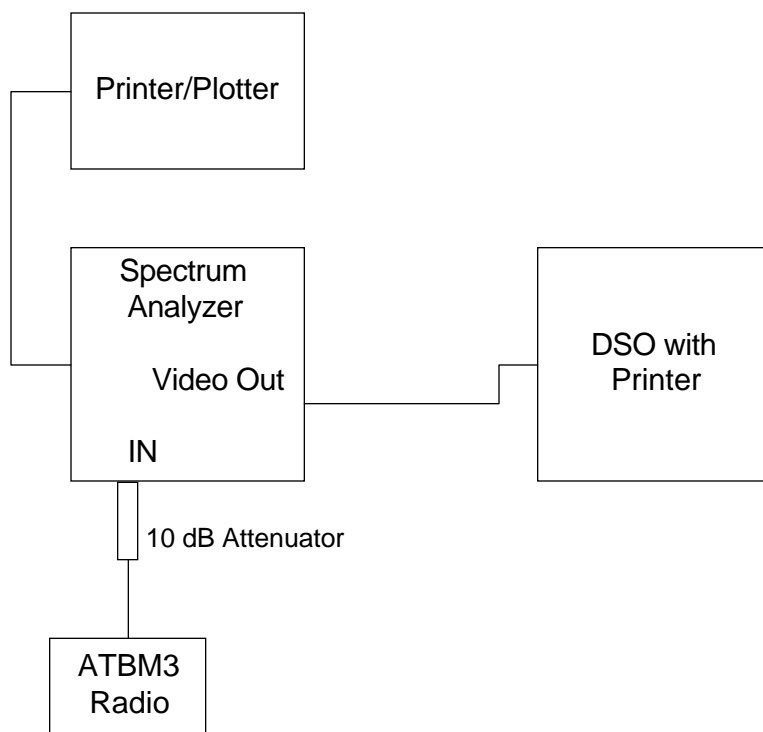 Printer/Plotter
Spectrum
Analyzer
Video Out
IN
DSO with
Printer
10 dB Attenuator
ATBM3
Radio